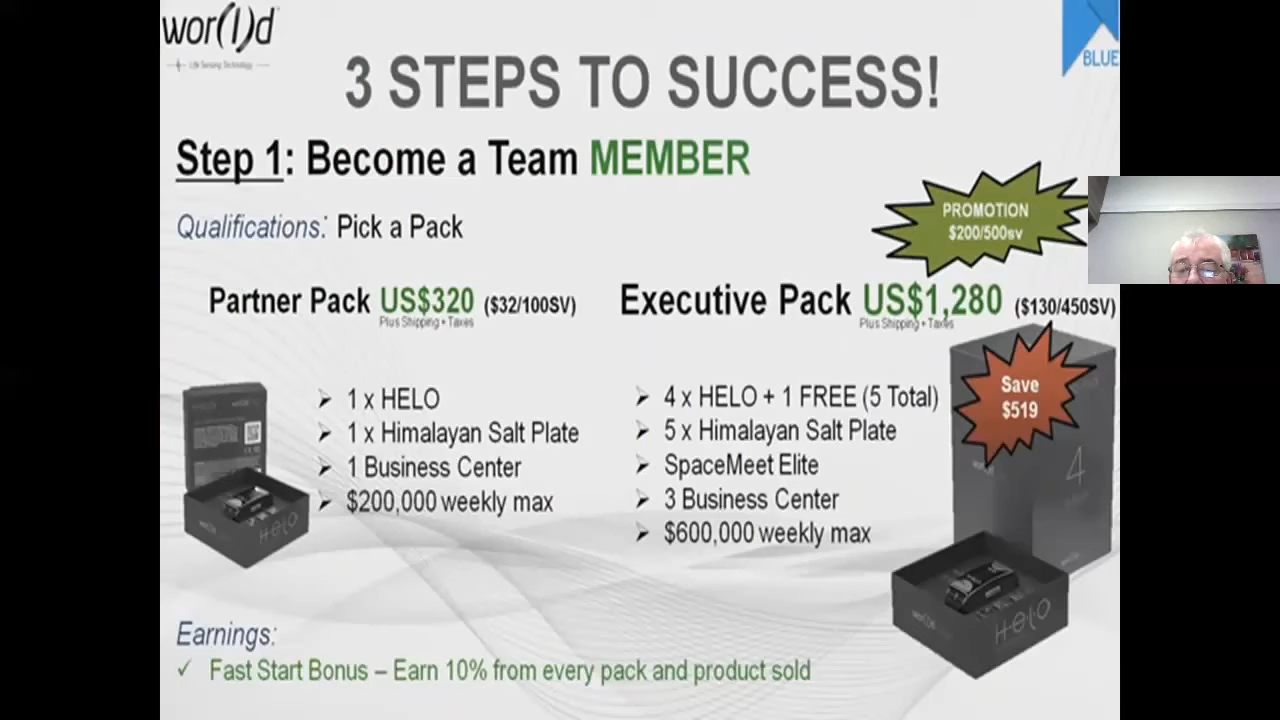 wor(l)d
Life Sensing Technology
BLUE
3 STEPS TO SUCCESS!
Step 1: Become a Team MEMBER
Qualifications: Pick a Pack
PROMOTION
$200/500sv
Partner Pack US$320 ($32/100SV)
Plus Shipping + Taxes
Executive Pack US$1,280 ($130/450SV)
Plus Shipping + Taxes
Save
$519
➢ 1 x HELO
➢ 1 x Himalayan Salt Plate
➢ 1 Business Center
➢ $200,000 weekly max
➢ 4 x HELO + 1 FREE (5 Total)
➢ 5 x Himalayan Salt Plate
➢ SpaceMeet Elite
➢ 3 Business Center
➢ $600,000 weekly max
4
HELO
wor(l)d
HELO
Earnings:
✓ Fast Start Bonus – Earn 10% from every pack and product sold